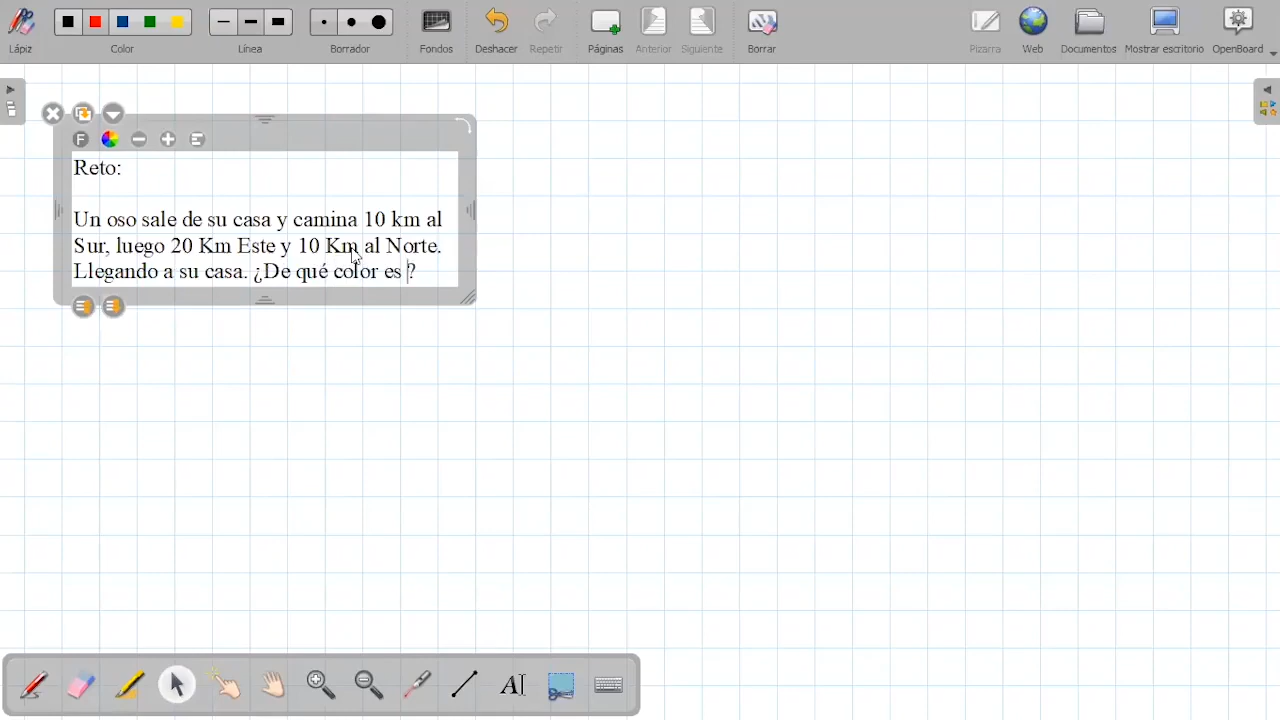 Lápiz
Color
Línea
Borrador
Fondos
Deshacer
Repetir
Páginas
Anterior
Siguiente
Borrar
Pizarra
Web
Documentos
Mostrar escritorio
OpenBoard
F
Reto:
Un oso sale de su casa y camina 10 km al
Sur, luego 20 Km Este y 10 Km al Norte.
Llegando a su casa. ¿De qué color es ?
AI